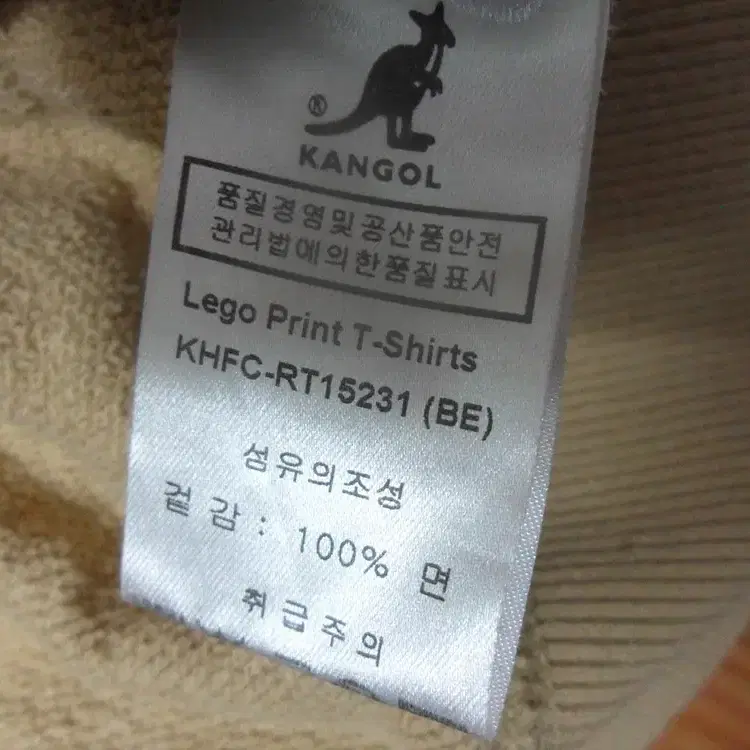 ®
KANGOL
품질경영및공산품안전
관리법에의한품질표시
Lego Print T-Shirts
KHFC-RT15231 (BE)
섬유의조성
겉 감 : 100% 면
취급주의